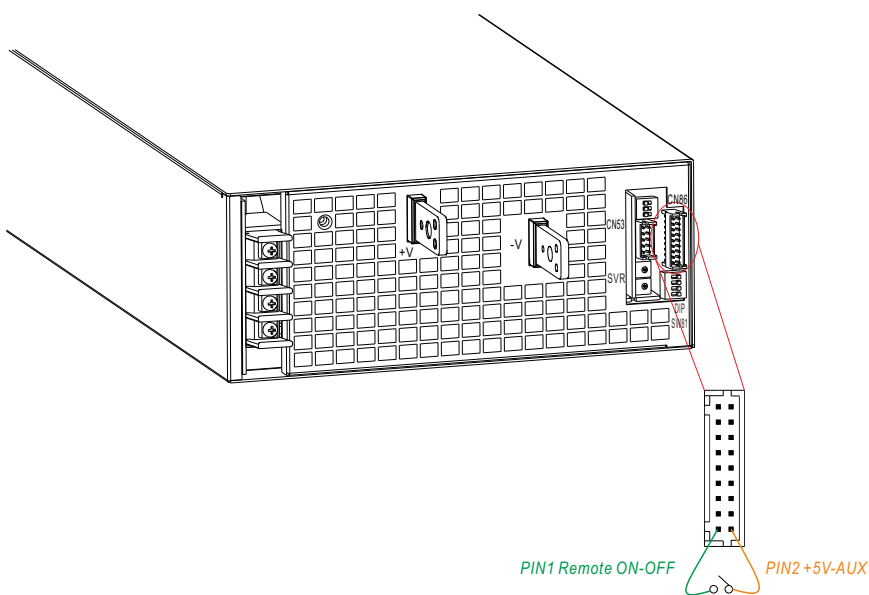 CN86
CN53
+V
-V
SVR
DIP
SW81
PIN1 Remote ON-OFF
PIN2 +5V-AUX